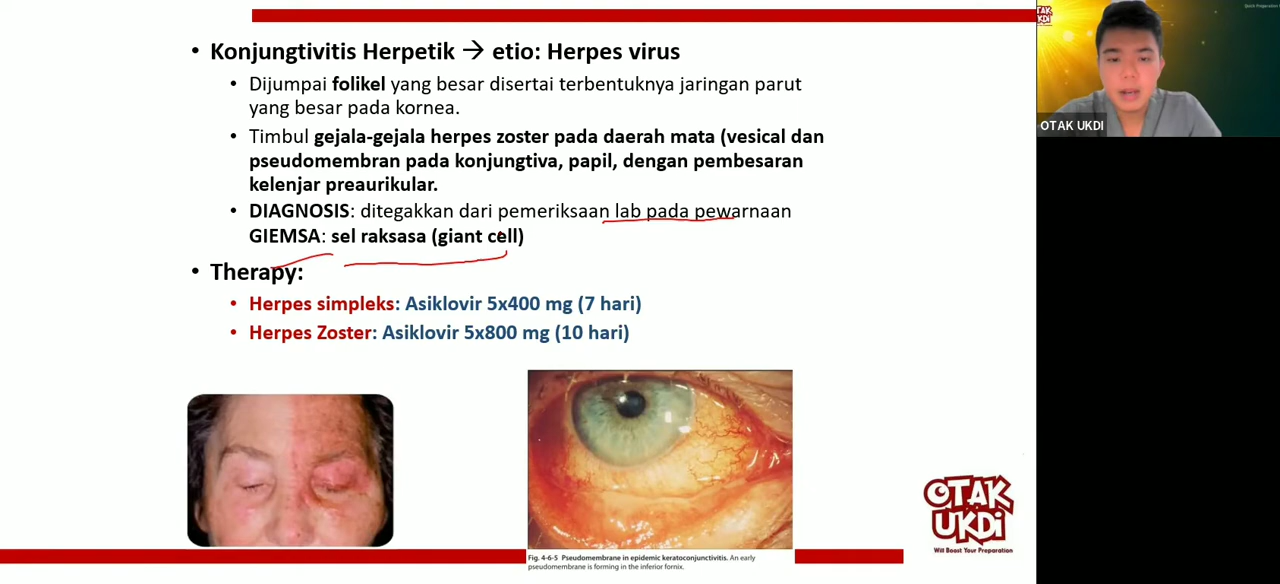 • Konjungtivitis Herpetik → etio: Herpes virus
• Dijumpai folikel yang besar disertai terbentuknya jaringan parut
yang besar pada kornea.
• Timbul gejala-gejala herpes zoster pada daerah mata (vesical dan
pseudomembran pada konjungtiva, papil, dengan pembesaran
kelenjar preaurikular.
• DIAGNOSIS: ditegakkan dari pemeriksaan lab pada pewarnaan
GIEMSA: sel raksasa (giant cell)
• Therapy:
• Herpes simpleks: Asiklovir 5x400 mg (7 hari)
• Herpes Zoster: Asiklovir 5x800 mg (10 hari)
Fig. 4-6-5 Pseudomembrane in epidemic keratoconjunctivitis. An early
pseudomembrane is forming in the inferior fornix.
OTAK
UKDi
Will Boost Your Preparation
OTAK UKDI